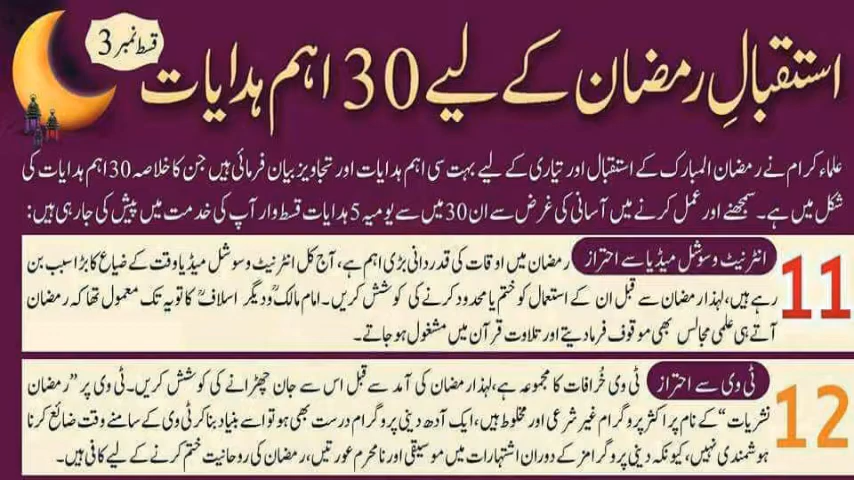 استقبالِ رمضان کے لیے 30 اہم ہدایات
قسط نمبر 3
علماء کرام نے رمضان المبارک کے استقبال اور تیاری کے لیے بہت سی اہم ہدایات اور تجاویز بیان فرمائی ہیں جن کا خلاصہ 30 اہم ہدایات کی
شکل میں ہے۔ سمجھنے اور عمل کرنے میں آسانی کی غرض سے ان 30 میں سے یومیہ 5 ہدایات قسط وار آپ کی خدمت میں پیش کی جارہی ہیں:
11
انٹرنیٹ و سوشل میڈیا سے احتراز رمضان میں اوقات کی قدردانی بڑی اہم ہے، آج کل انٹرنیٹ و سوشل میڈیا وقت کے ضیاع کا بڑا سبب بن
رہے ہیں، لہذا رمضان سے قبل ان کے استعمال کو ختم یا محدود کرنے کی کوشش کریں۔ امام مالکؒ و دیگر اسلافؒ کا تو یہ تک معمول تھا کہ رمضان
آتے ہی علمی مجالس بھی موقوف فرما دیتے اور تلاوت قرآن میں مشغول ہو جاتے۔
12
ٹی وی سے احتراز ٹی وی خُرافات کا مجموعہ ہے، لہذا رمضان کی آمد سے قبل اس سے جان چھڑانے کی کوشش کریں۔ ٹی وی پر ”رمضان
نشریات“ کے نام پر اکثر پروگرام غیر شرعی اور مخلوط ہیں، ایک آدھ دینی پروگرام درست بھی ہو تو اسے بنیاد بنا کر ٹی وی کے سامنے وقت ضائع کرنا
ہوشمندی نہیں، کیونکہ دینی پروگرامز کے دوران اشتہارات میں موسیقی اور نامحرم عورتیں، رمضان کی روحانیت ختم کرنے کے لیے کافی ہیں۔